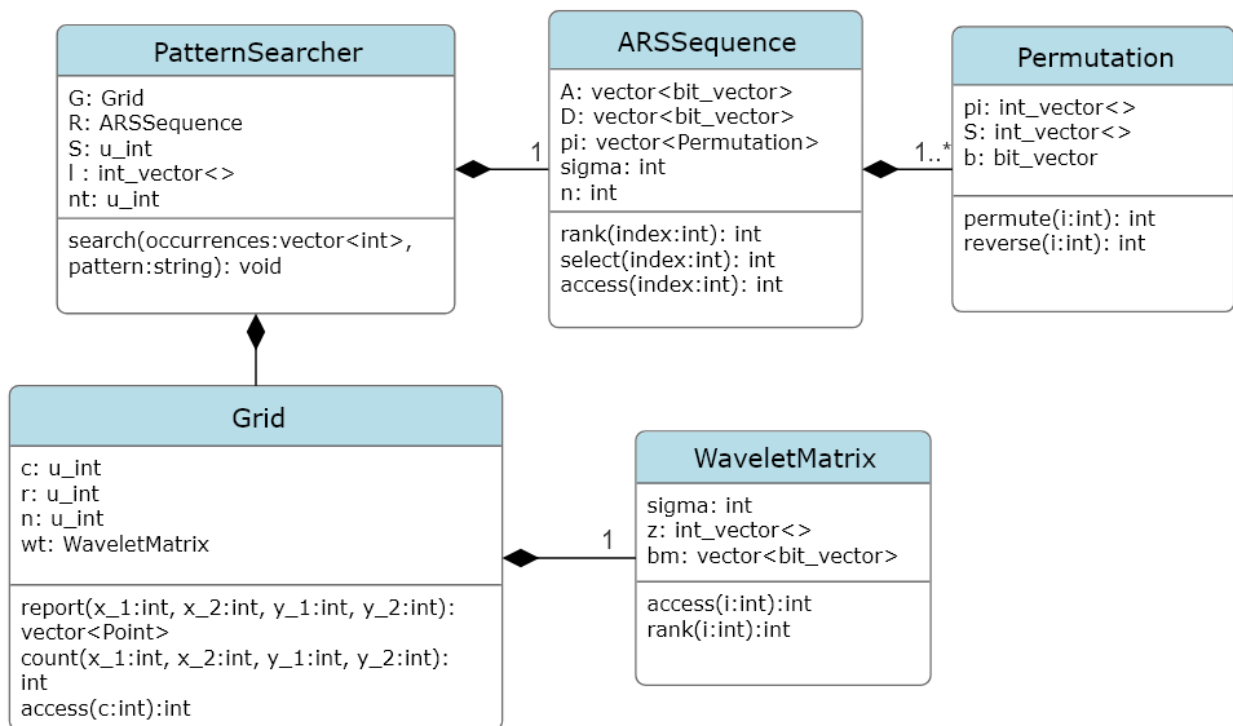 PatternSearcher
G: Grid
R: ARSSequence
S: u_int
l : int_vector<>
nt: u_int
search(occurrences:vector<int>,
pattern:string): void
1
ARSSequence
A: vector<bit_vector>
D: vector<bit_vector>
pi: vector<Permutation>
sigma: int
n: int
rank(index:int): int
select(index:int): int
access(index:int): int
1..*
Permutation
pi: int_vector<>
S: int_vector<>
b: bit_vector
permute(i:int): int
reverse(i:int): int
Grid
c: u_int
r: u_int
n: u_int
wt: WaveletMatrix
report(x_1:int, x_2:int, y_1:int, y_2:int):
vector<Point>
count(x_1:int, x_2:int, y_1:int, y_2:int):
int
access(c:int):int
1
WaveletMatrix
sigma: int
z: int_vector<>
bm: vector<bit_vector>
access(i:int):int
rank(i:int):int